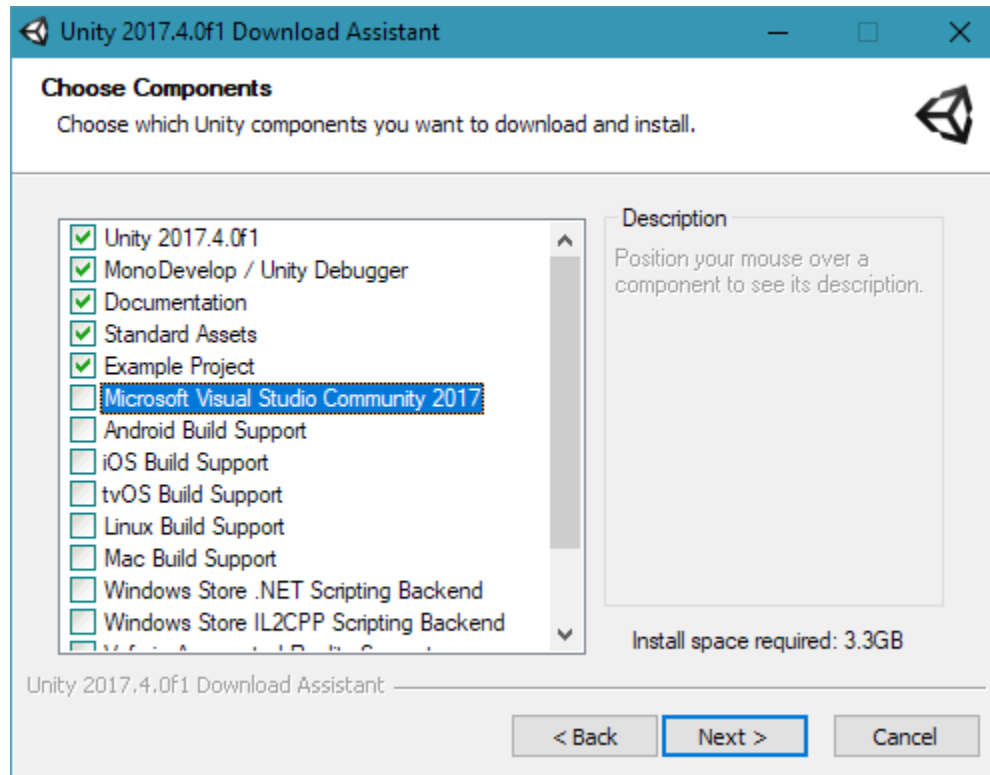 Unity 2017.4.0f1 Download Assistant
Choose Components
Choose which Unity components you want to download and install.
Unity 2017.4.0f1
MonoDevelop / Unity Debugger
Documentation
Standard Assets
Example Project
Microsoft Visual Studio Community 2017
Android Build Support
iOS Build Support
tvOS Build Support
Linux Build Support
Mac Build Support
Windows Store .NET Scripting Backend
Windows Store IL2CPP Scripting Backend
Description
Position your mouse over a
component to see its description.
Install space required: 3.3GB
Unity 2017.4.0f1 Download Assistant
< Back
Next >
Cancel